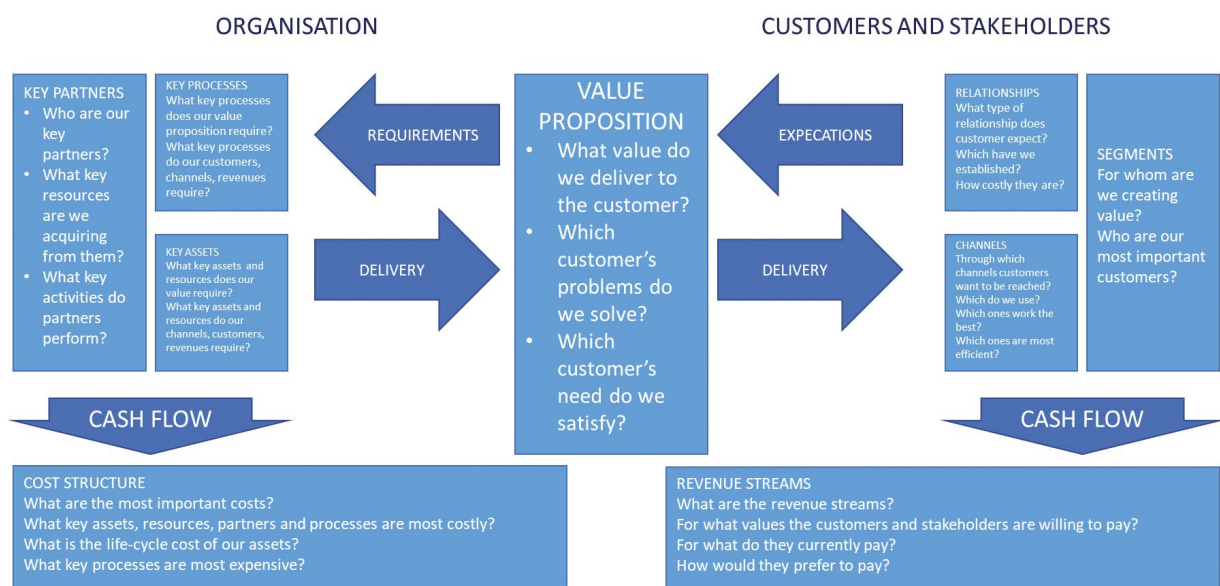 ORGANISATION
CUSTOMERS AND STAKEHOLDERS
KEY PARTNERS
• Who are our
key
partners?
• What key
resources
are we
acquiring
from them?
• What key
activities do
partners
perform?
KEY PROCESSES
What key processes
does our value
proposition require?
What key processes
do our customers,
channels, revenues
require?
KEY ASSETS
What key assets and
resources does our
value require?
What key assets and
resources do our
channels, customers,
revenues require?
REQUIREMENTS
DELIVERY
VALUE
PROPOSITION
• What value do
we deliver to
the customer?
• Which
customer’s
problems do
we solve?
• Which
customer’s
need do we
satisfy?
EXPECATIONS
DELIVERY
RELATIONSHIPS
What type of
relationship does
customer expect?
Which have we
established?
How costly they are?
CHANNELS
Through which
channels customers
want to be reached?
Which do we use?
Which ones work the
best?
Which ones are most
efficient?
SEGMENTS
For whom are
we creating
value?
Who are our
most important
customers?
CASH FLOW
CASH FLOW
COST STRUCTURE
What are the most important costs?
What key assets, resources, partners and processes are most costly?
What is the life-cycle cost of our assets?
What key processes are most expensive?
REVENUE STREAMS
What are the revenue streams?
For what values the customers and stakeholders are willing to pay?
For what do they currently pay?
How would they prefer to pay?